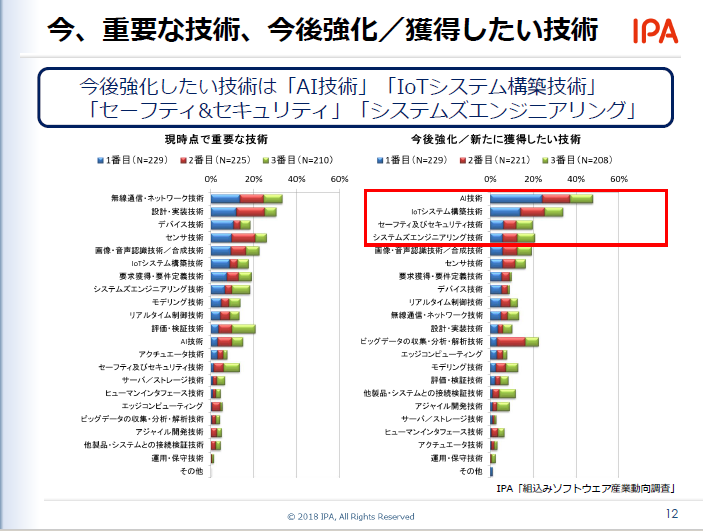 今、重要な技術、今後強化／獲得したい技術
IPA
今後強化したい技術は「AI技術」「IoTシステム構築技術」
「セーフティ&セキュリティ」「システムズエンジニアリング」
現時点で重要な技術
1番目（N=229） 2番目（N=225） 3番目（N=210）
0% 20% 40% 60%
無線通信・ネットワーク技術
設計・実装技術
デバイス技術
センサ技術
画像・音声認識技術／合成技術
IoTシステム構築技術
要求獲得・要件定義技術
システムズエンジニアリング技術
モデリング技術
リアルタイム制御技術
評価・検証技術
AI技術
アクチュエータ技術
セーフティ及びセキュリティ技術
サーバ／ストレージ技術
ヒューマンインタフェース技術
エッジコンピューティング
ビッグデータの収集・分析・解析技術
アジャイル開発技術
他製品・システムとの接続検証技術
運用・保守技術
その他
今後強化／新たに獲得したい技術
1番目（N=229） 2番目（N=221） 3番目（N=208）
0% 20% 40% 60%
AI技術
IoTシステム構築技術
セーフティ及びセキュリティ技術
システムズエンジニアリング技術
画像・音声認識技術／合成技術
センサ技術
要求獲得・要件定義技術
デバイス技術
リアルタイム制御技術
無線通信・ネットワーク技術
設計・実装技術
ビッグデータの収集・分析・解析技術
エッジコンピューティング
モデリング技術
評価・検証技術
他製品・システムとの接続検証技術
アジャイル開発技術
サーバ／ストレージ技術
ヒューマンインタフェース技術
アクチュエータ技術
運用・保守技術
その他
IPA「組込みソフトウエア産業動向調査」
© 2018 IPA, All Rights Reserved
12